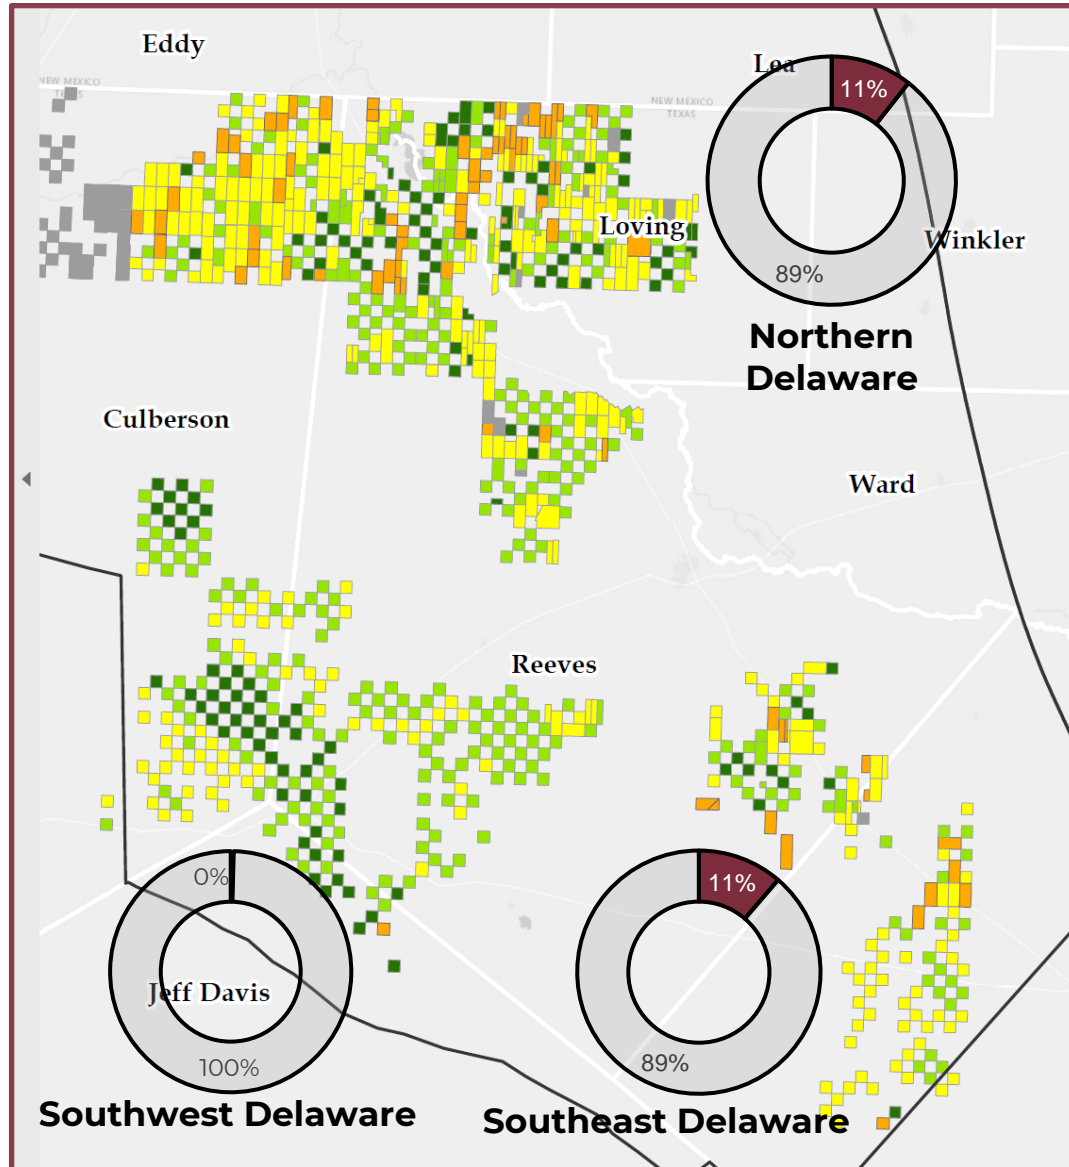 Eddy
Lea
NEW MEXICO
TEXAS
NEW MEXICO
TEXAS
11%
Loving
Winkler
89%
Northern
Delaware
Culberson
Ward
Reeves
0%
11%
Jeff Davis
100%
89%
Southwest Delaware
Southeast Delaware